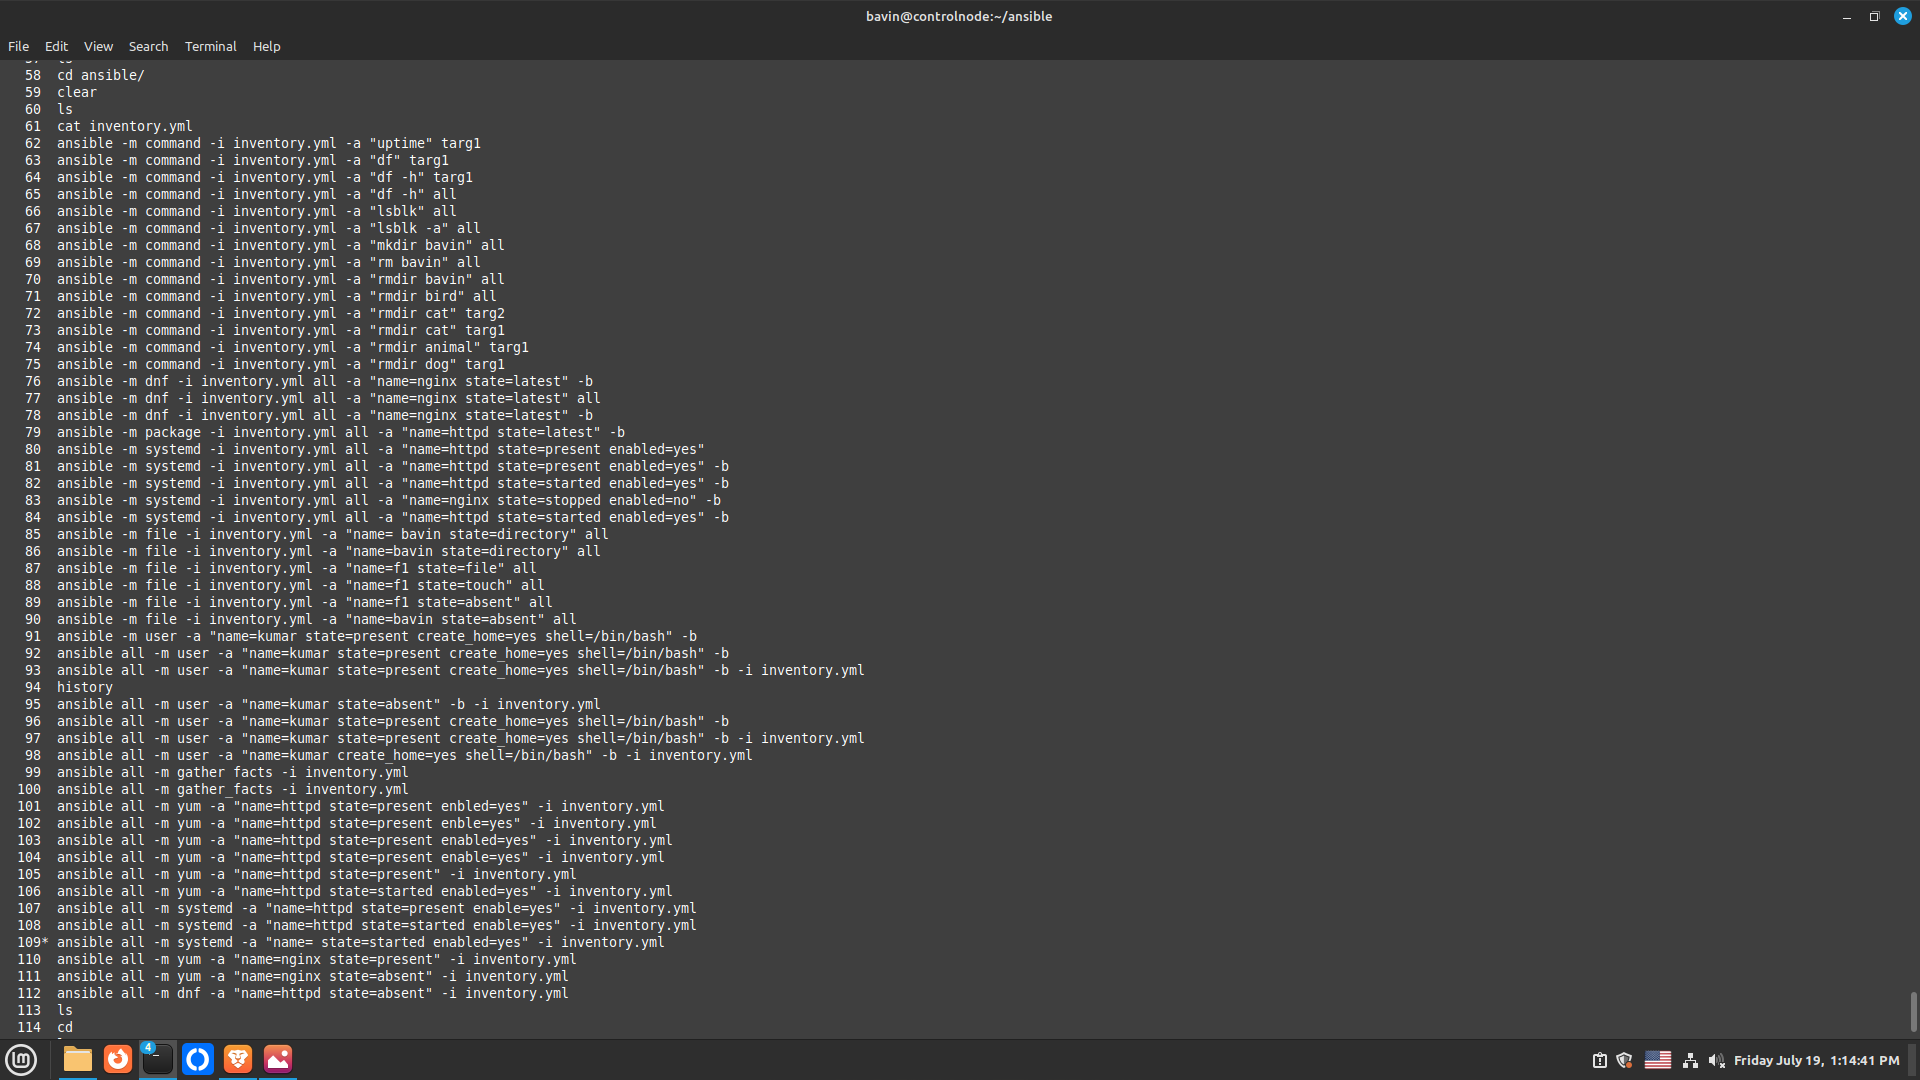 bavin@controlnode:~/ansible
File Edit View Search Terminal Help
57 ls
58 cd ansible/
59 clear
60 ls
61 cat inventory.yml
62 ansible -m command -i inventory.yml -a "uptime" targ1
63 ansible -m command -i inventory.yml -a "df" targ1
64 ansible -m command -i inventory.yml -a "df -h" targ1
65 ansible -m command -i inventory.yml -a "df -h" all
66 ansible -m command -i inventory.yml -a "lsblk" all
67 ansible -m command -i inventory.yml -a "lsblk -a" all
68 ansible -m command -i inventory.yml -a "mkdir bavin" all
69 ansible -m command -i inventory.yml -a "rm bavin" all
70 ansible -m command -i inventory.yml -a "rmdir bavin" all
71 ansible -m command -i inventory.yml -a "rmdir bird" all
72 ansible -m command -i inventory.yml -a "rmdir cat" targ2
73 ansible -m command -i inventory.yml -a "rmdir cat" targ1
74 ansible -m command -i inventory.yml -a "rmdir animal" targ1
75 ansible -m command -i inventory.yml -a "rmdir dog" targ1
76 ansible -m dnf -i inventory.yml all -a "name=nginx state=latest" -b
77 ansible -m dnf -i inventory.yml all -a "name=nginx state=latest" all
78 ansible -m dnf -i inventory.yml all -a "name=nginx state=latest" -b
79 ansible -m package -i inventory.yml all -a "name=httpd state=latest" -b
80 ansible -m systemd -i inventory.yml all -a "name=httpd state=present enabled=yes"
81 ansible -m systemd -i inventory.yml all -a "name=httpd state=present enabled=yes" -b
82 ansible -m systemd -i inventory.yml all -a "name=httpd state=started enabled=yes" -b
83 ansible -m systemd -i inventory.yml all -a "name=nginx state=stopped enabled=no" -b
84 ansible -m systemd -i inventory.yml all -a "name=httpd state=started enabled=yes" -b
85 ansible -m file -i inventory.yml -a "name= bavin state=directory" all
86 ansible -m file -i inventory.yml -a "name=bavin state=directory" all
87 ansible -m file -i inventory.yml -a "name=f1 state=file" all
88 ansible -m file -i inventory.yml -a "name=f1 state=touch" all
89 ansible -m file -i inventory.yml -a "name=f1 state=absent" all
90 ansible -m file -i inventory.yml -a "name=bavin state=absent" all
91 ansible -m user -a "name=kumar state=present create_home=yes shell=/bin/bash" -b
92 ansible all -m user -a "name=kumar state=present create_home=yes shell=/bin/bash" -b
93 ansible all -m user -a "name=kumar state=present create_home=yes shell=/bin/bash" -b -i inventory.yml
94 history
95 ansible all -m user -a "name=kumar state=absent" -b -i inventory.yml
96 ansible all -m user -a "name=kumar state=present create_home=yes shell=/bin/bash" -b
97 ansible all -m user -a "name=kumar state=present create_home=yes shell=/bin/bash" -b -i inventory.yml
98 ansible all -m user -a "name=kumar create_home=yes shell=/bin/bash" -b -i inventory.yml
99 ansible all -m gather facts -i inventory.yml
100 ansible all -m gather_facts -i inventory.yml
101 ansible all -m yum -a "name=httpd state=present enbled=yes" -i inventory.yml
102 ansible all -m yum -a "name=httpd state=present enble=yes" -i inventory.yml
103 ansible all -m yum -a "name=httpd state=present enabled=yes" -i inventory.yml
104 ansible all -m yum -a "name=httpd state=present enable=yes" -i inventory.yml
105 ansible all -m yum -a "name=httpd state=present" -i inventory.yml
106 ansible all -m yum -a "name=httpd state=started enabled=yes" -i inventory.yml
107 ansible all -m systemd -a "name=httpd state=present enable=yes" -i inventory.yml
108 ansible all -m systemd -a "name=httpd state=started enable=yes" -i inventory.yml
109* ansible all -m systemd -a "name= state=started enabled=yes" -i inventory.yml
110 ansible all -m yum -a "name=nginx state=present" -i inventory.yml
111 ansible all -m yum -a "name=nginx state=absent" -i inventory.yml
112 ansible all -m dnf -a "name=httpd state=absent" -i inventory.yml
113 ls
114 cd
4
Friday July 19, 1:14:41 PM